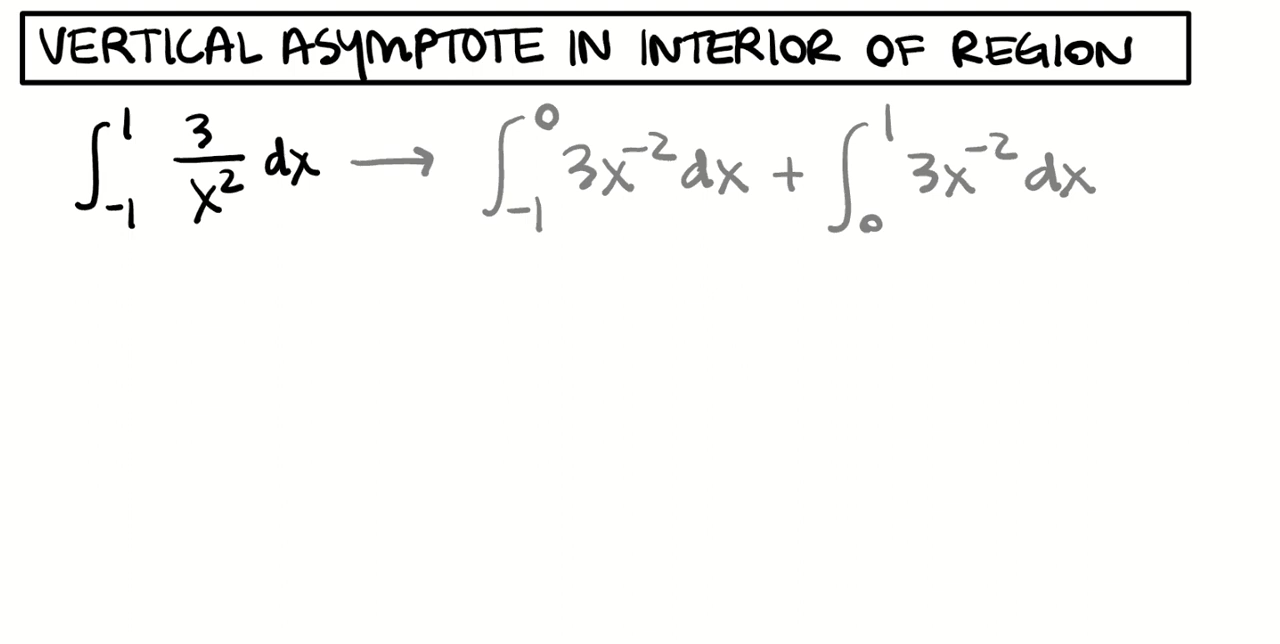 VERTICAL ASYMPTOTE IN INTERIOR OF REGION
∫₋₁¹ 3/x² dx → ∫₋₁⁰ 3x⁻² dx + ∫₀¹ 3x⁻² dx